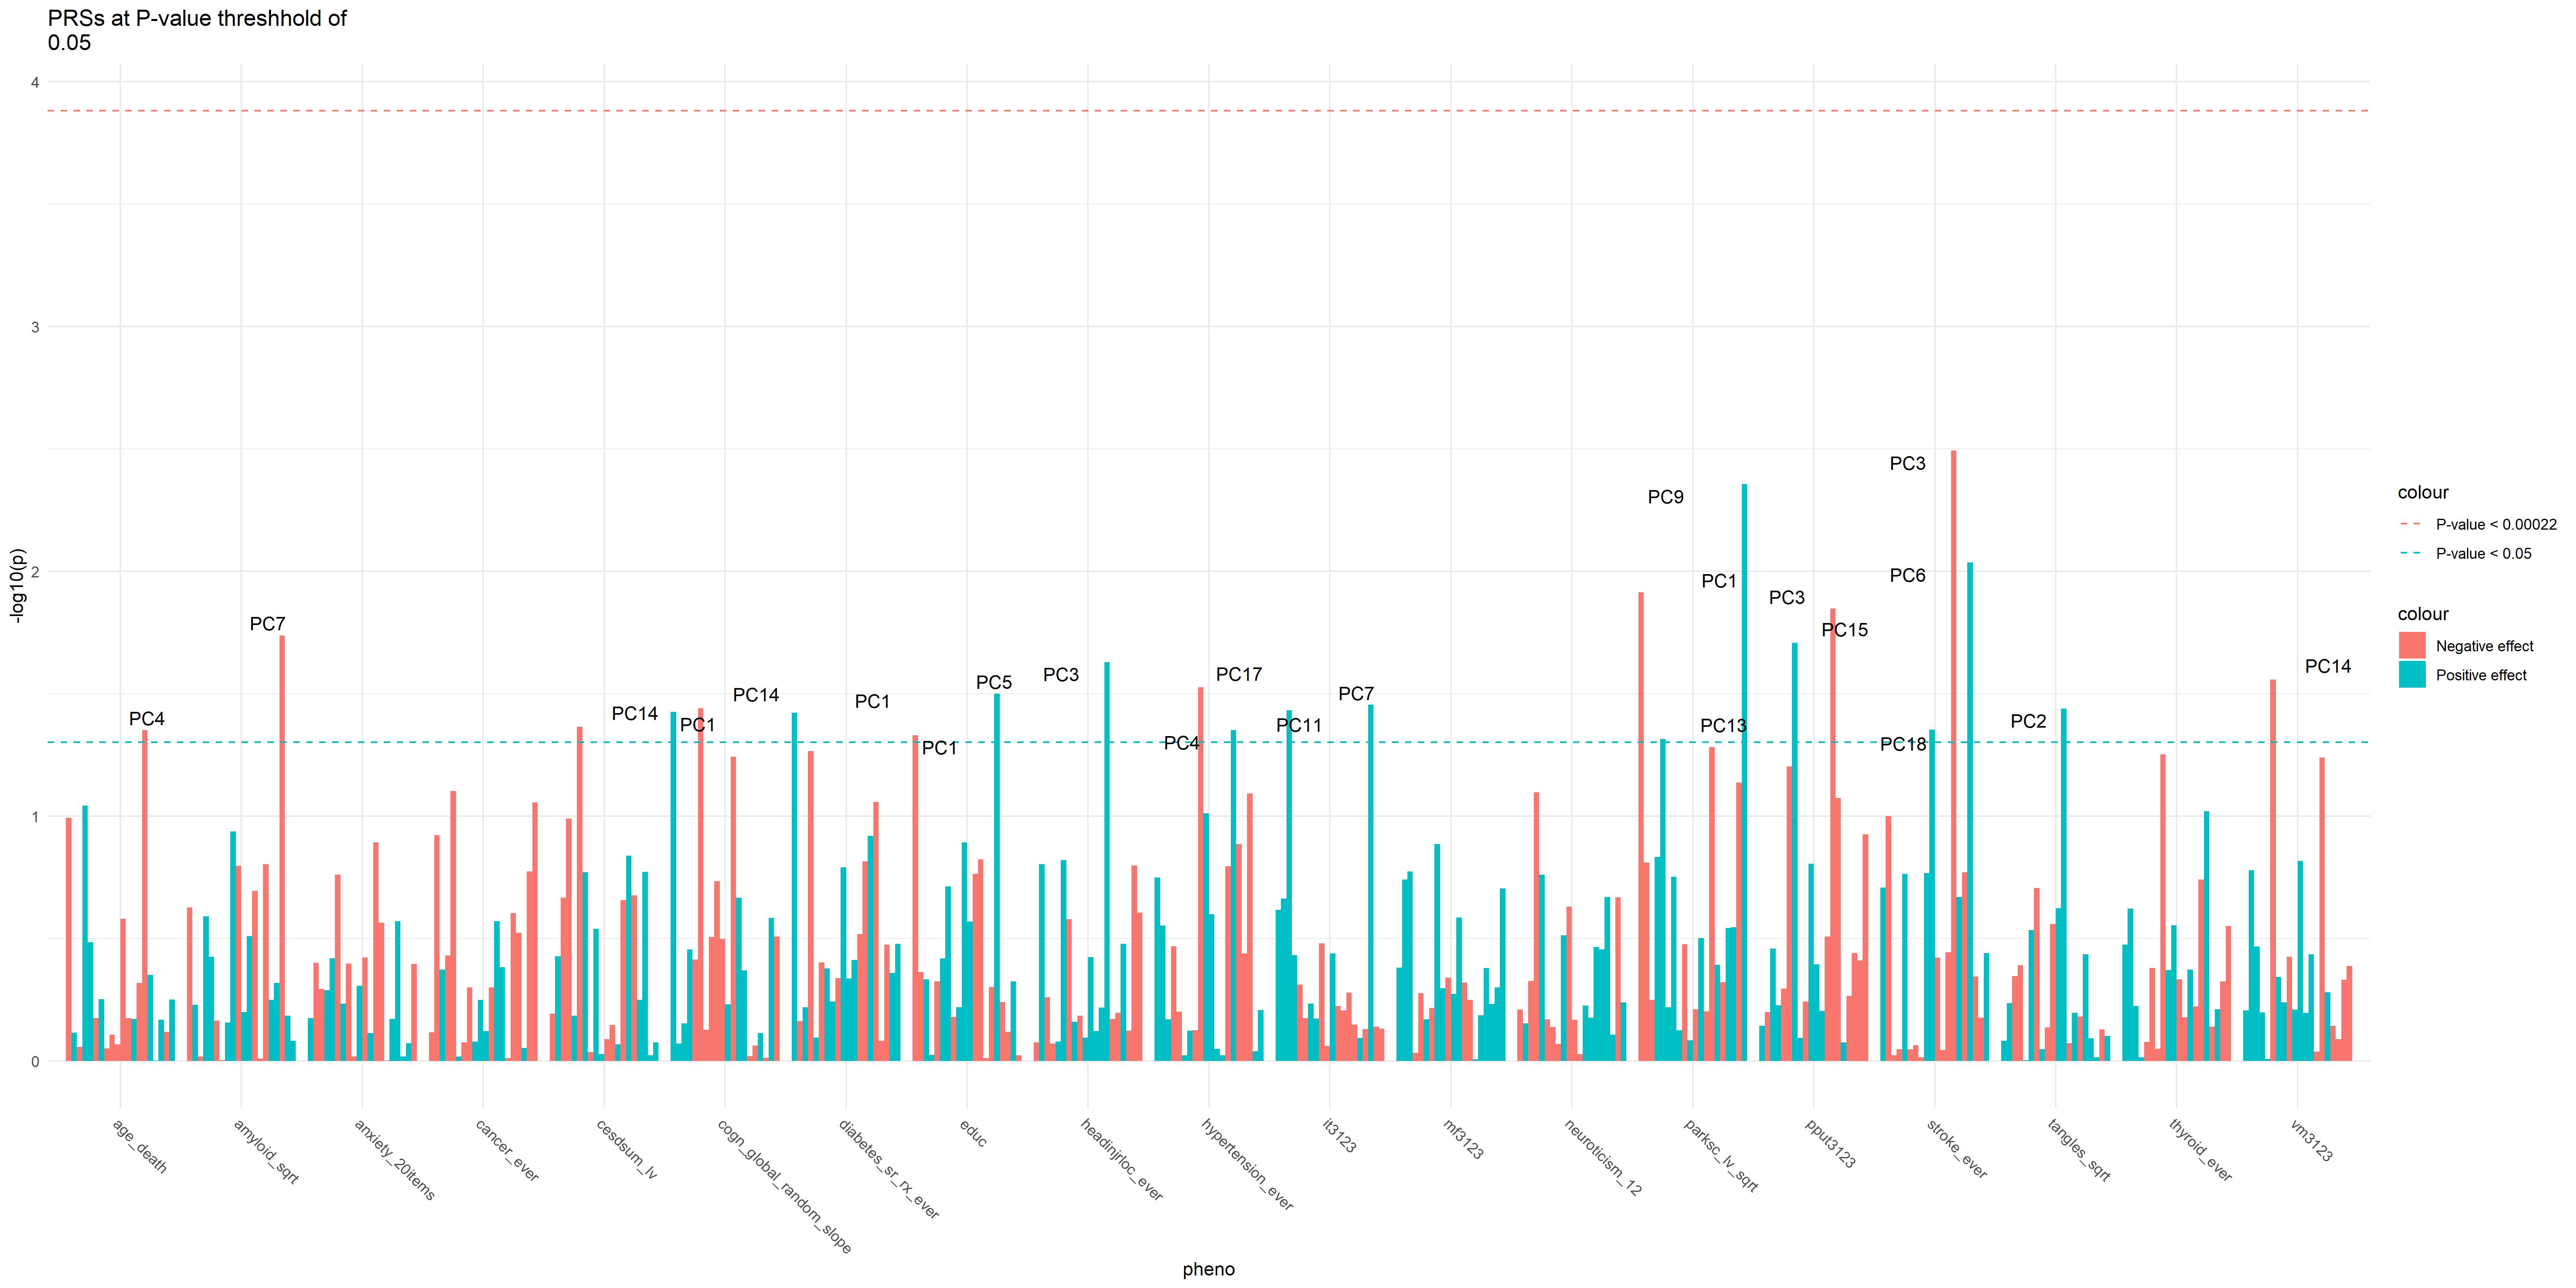 PRSs at P-value threshhold of
0.05
-log10(p)
4
3
2
1
0
PC4
PC7
PC14
PC1
PC14
PC1
PC1
PC5
PC3
PC4
PC17
PC11
PC7
PC9
PC1
PC13
PC3
PC15
PC3
PC6
PC18
PC2
PC14
age_death
amyloid_sqrt
anxiety_20items
cancer_ever
cesdsum_lv
cogn_global_random_slope
diabetes_sr_rx_ever
educ
headinjrloc_ever
hypertension_ever
it3123
mf3123
neuroticism_12
parksc_lv_sqrt
pput3123
stroke_ever
tangles_sqrt
thyroid_ever
vm3123
pheno
colour
P-value < 0.00022
P-value < 0.05
colour
Negative effect
Positive effect